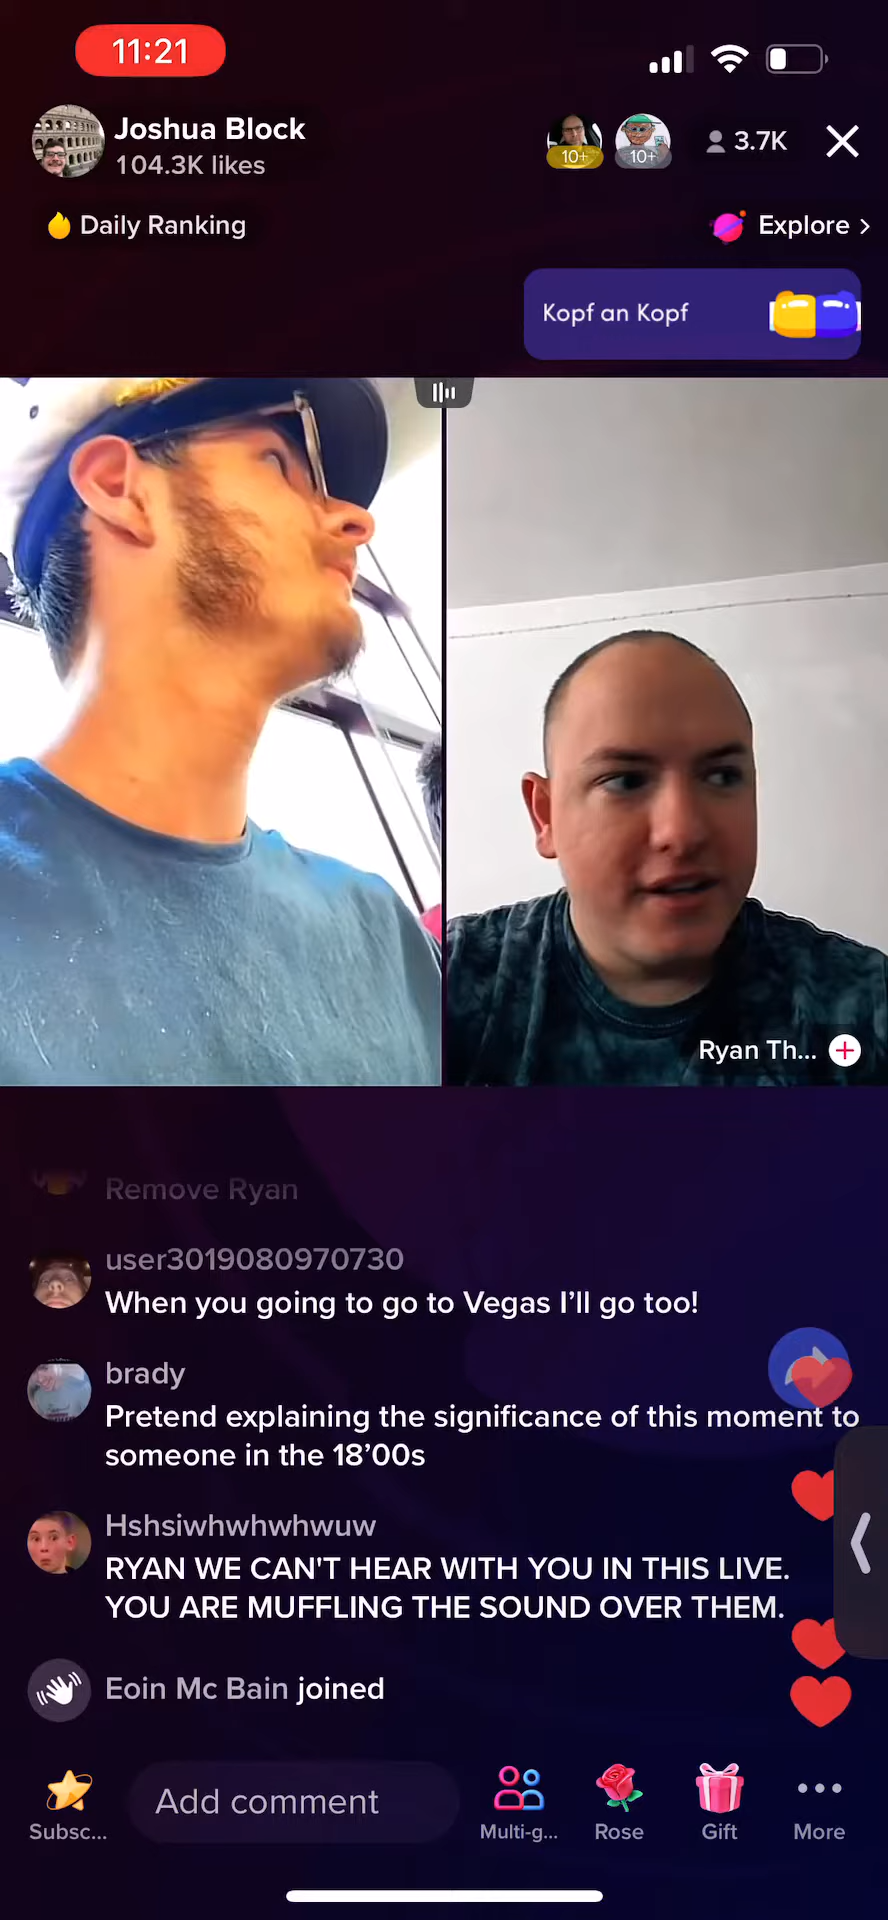 11:21
Joshua Block
104.3K likes
10+
10+
3.7K
Daily Ranking
Explore >
Kopf an Kopf
Ryan Th...
Remove Ryan
user3019080970730
When you going to go to Vegas I'll go too!
brady
Pretend explaining the significance of this moment to
someone in the 18'00s
Hshsiwhwhwhwuw
RYAN WE CAN'T HEAR WITH YOU IN THIS LIVE.
YOU ARE MUFFLING THE SOUND OVER THEM.
Eoin Mc Bain joined
Add comment
Subsc...
Multi-g...
Rose
Gift
More